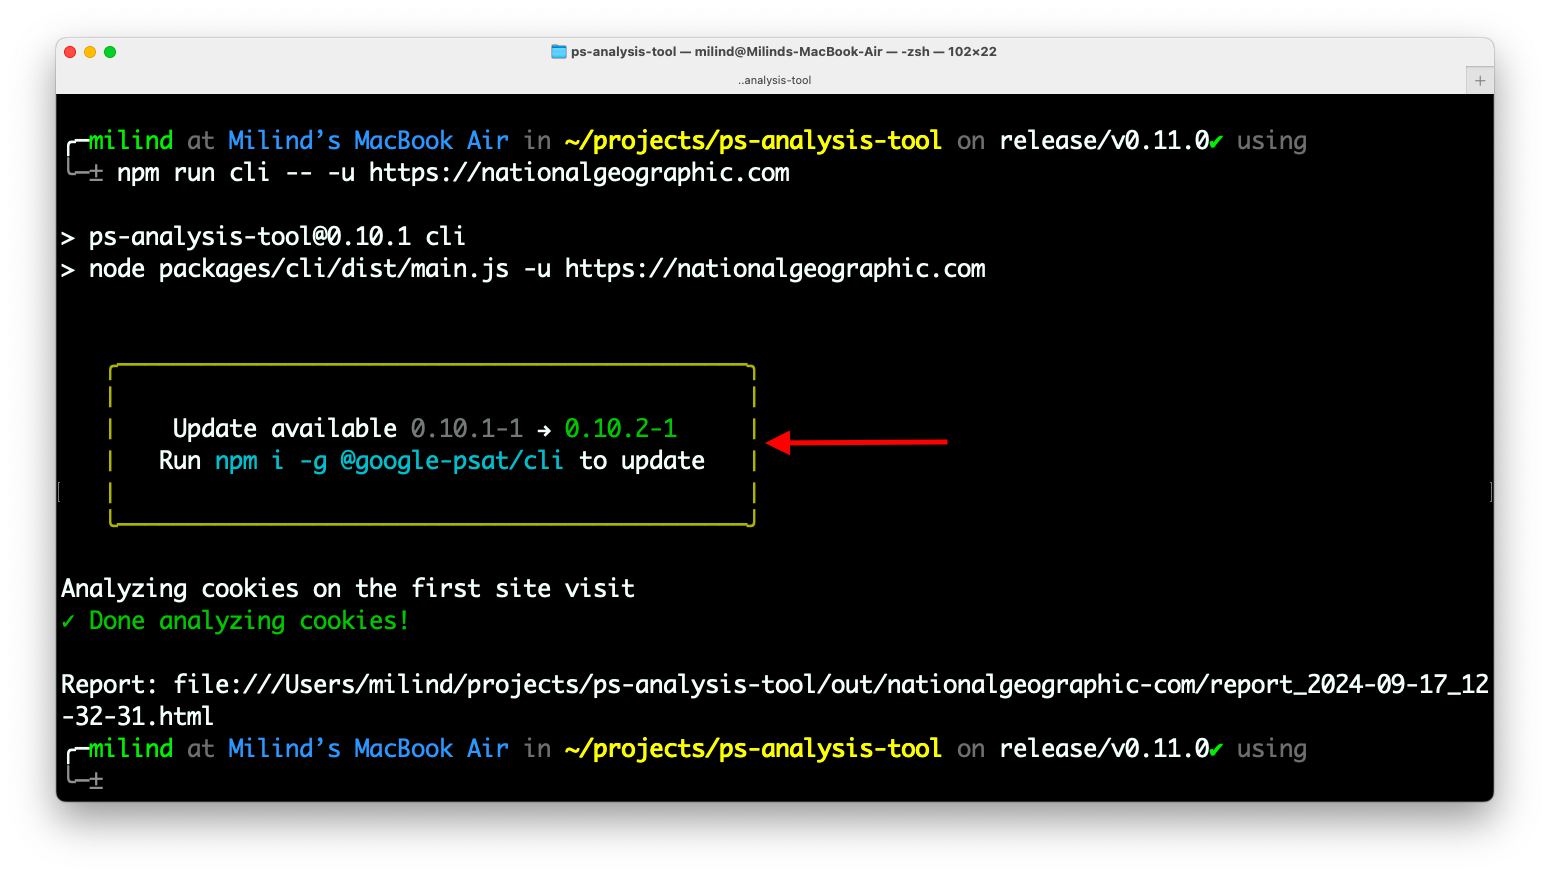 ps-analysis-tool — milind@Milinds-MacBook-Air — -zsh — 102×22
..analysis-tool
╭─milind at Milind’s MacBook Air in ~/projects/ps-analysis-tool on release/v0.11.0✔ using
╰─± npm run cli -- -u https://nationalgeographic.com
> ps-analysis-tool@0.10.1 cli
> node packages/cli/dist/main.js -u https://nationalgeographic.com
Update available 0.10.1-1 → 0.10.2-1
Run npm i -g @google-psat/cli to update
Analyzing cookies on the first site visit
✓ Done analyzing cookies!
Report: file:///Users/milind/projects/ps-analysis-tool/out/nationalgeographic-com/report_2024-09-17_12
-32-31.html
╭─milind at Milind’s MacBook Air in ~/projects/ps-analysis-tool on release/v0.11.0✔ using
╰─±